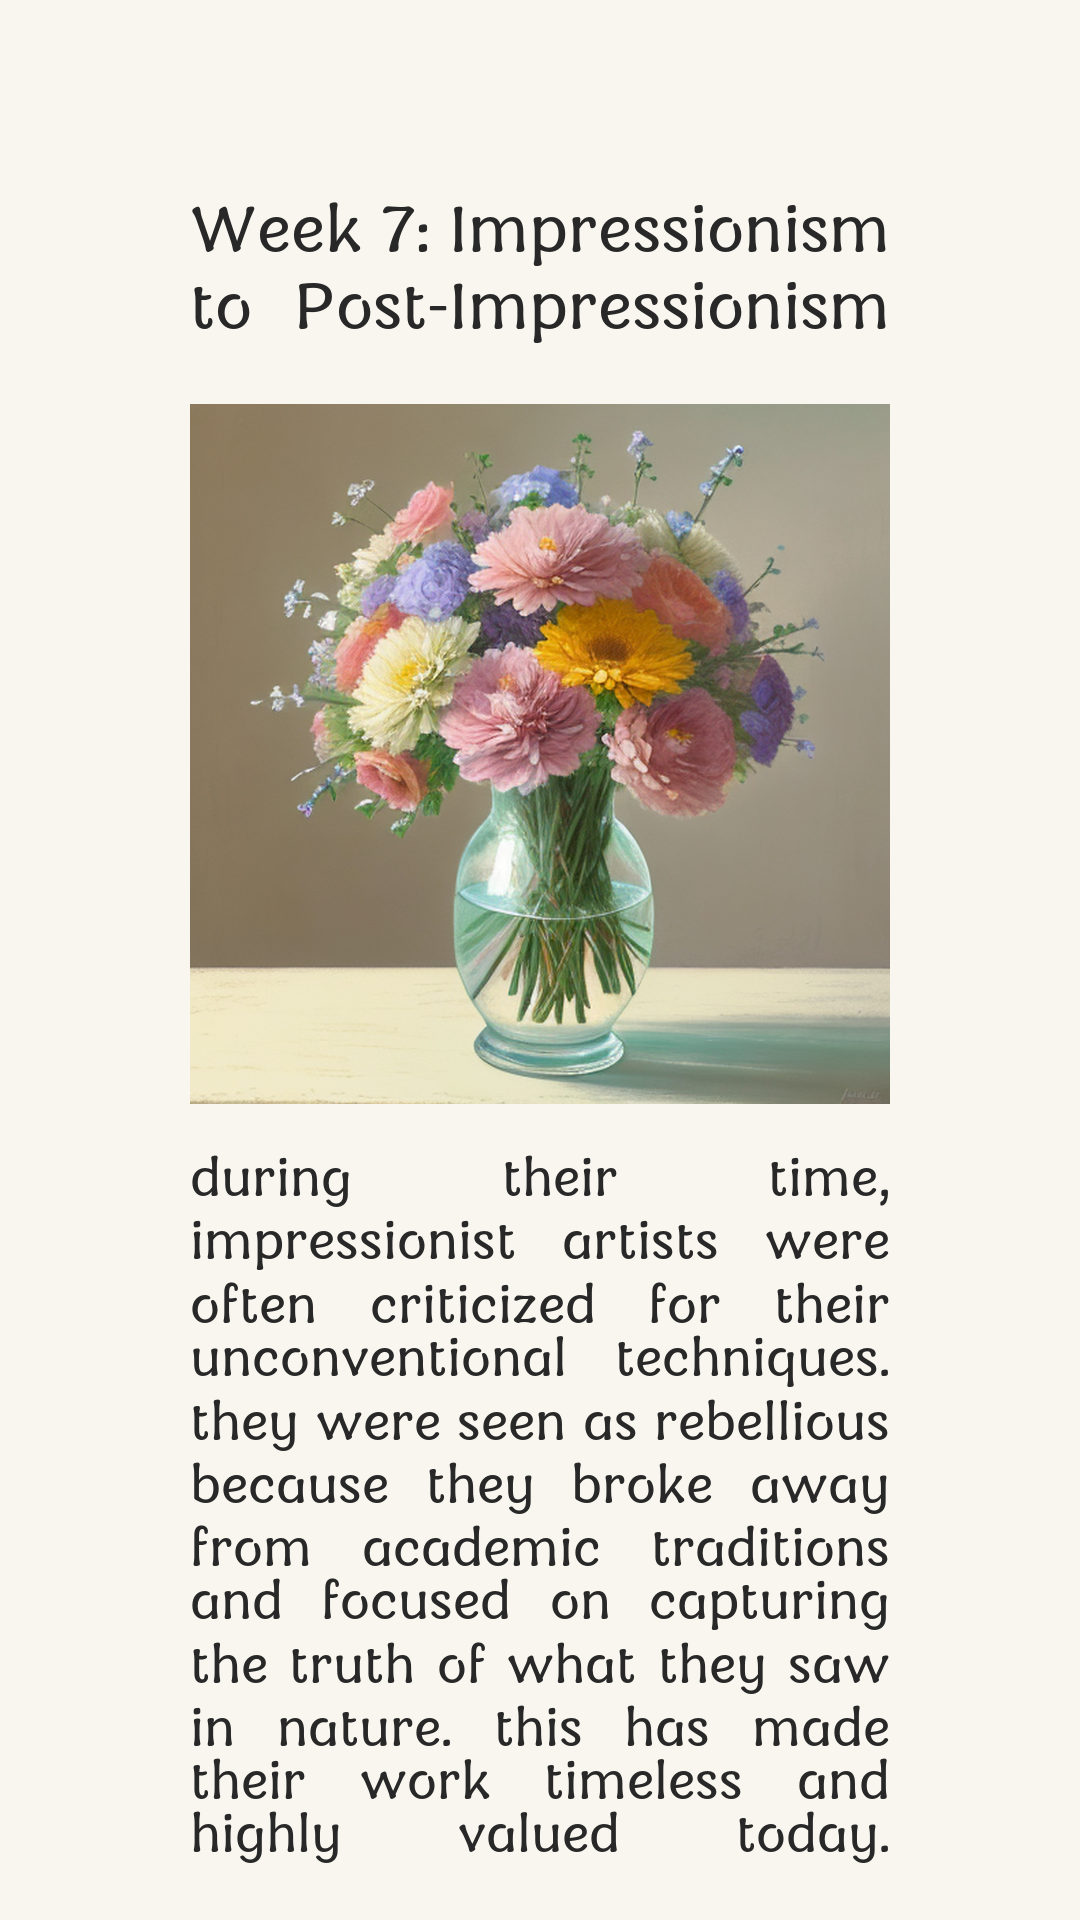 Week 7: Impressionism
to Post-Impressionism
during their time,
impressionist artists were
often criticized for their
unconventional techniques.
they were seen as rebellious
because they broke away
from academic traditions
and focused on capturing
the truth of what they saw
in nature. this has made
their work timeless and
highly valued today.